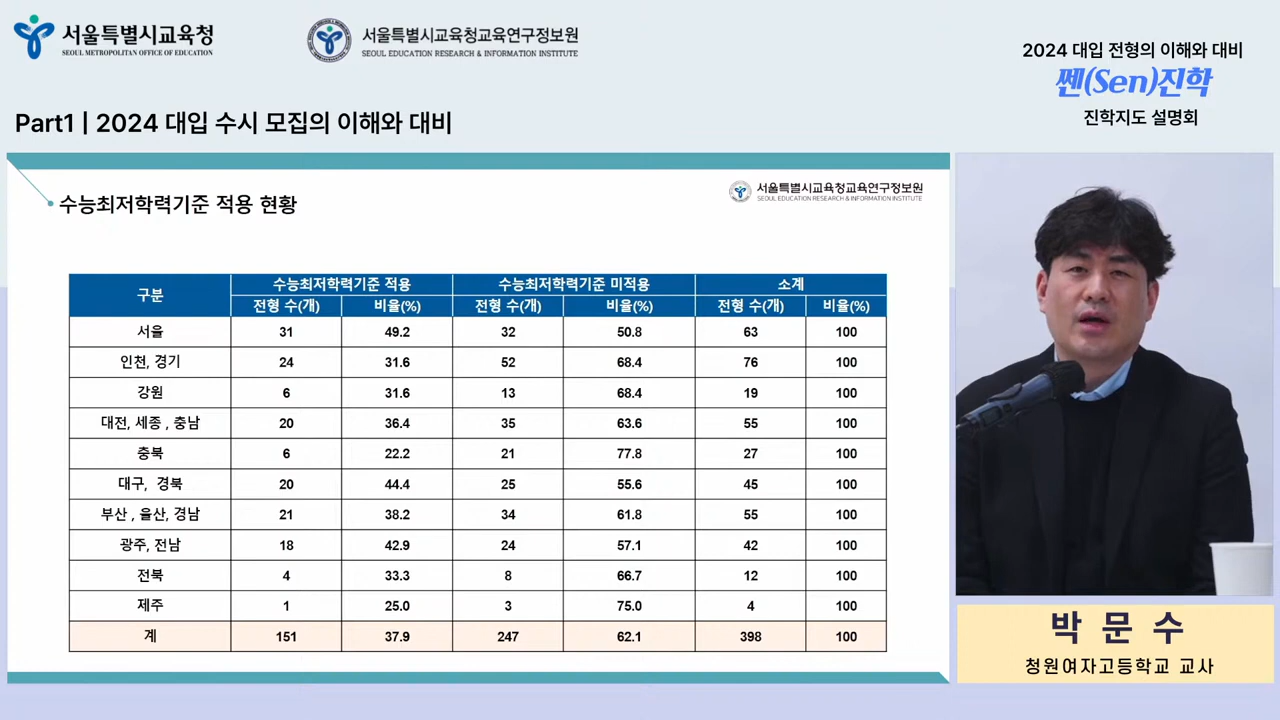 서울특별시교육청
SEOUL METROPOLITAN OFFICE OF EDUCATION
서울특별시교육청교육연구정보원
SEOUL EDUCATION RESEARCH & INFORMATION INSTITUTE
2024 대입 전형의 이해와 대비
쎈(Sen)진학
진학지도 설명회
Part1 | 2024 대입 수시 모집의 이해와 대비
수능최저학력기준 적용 현황
서울특별시교육청교육연구정보원
SEOUL EDUCATION RESEARCH & INFORMATION INSTITUTE
구분 수능최저학력기준 적용 수능최저학력기준 미적용 소계
전형 수(개) 비율(%) 전형 수(개) 비율(%) 전형 수(개) 비율(%)
서울 31 49.2 32 50.8 63 100
인천, 경기 24 31.6 52 68.4 76 100
강원 6 31.6 13 68.4 19 100
대전, 세종 , 충남 20 36.4 35 63.6 55 100
충북 6 22.2 21 77.8 27 100
대구, 경북 20 44.4 25 55.6 45 100
부산 , 울산, 경남 21 38.2 34 61.8 55 100
광주, 전남 18 42.9 24 57.1 42 100
전북 4 33.3 8 66.7 12 100
제주 1 25.0 3 75.0 4 100
계 151 37.9 247 62.1 398 100
박 문 수
청원여자고등학교 교사